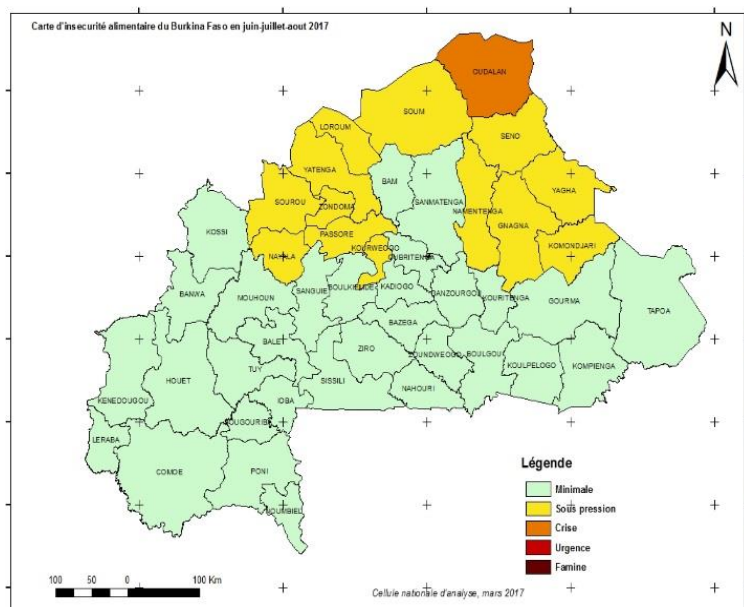 Carte d'insecurité alimentaire du Burkina Faso en juin-juillet-aout 2017
N
OUDALAN
SOUM
LOROUM
SENO
YATENGA
BAM
YAGHA
SOUROU
SANMATENGA
ZONDOMA
NAMENTENGA
GNAGNA
KOSSI
PASSORE
KOURWEOGO
KOMONDJARI
NAYALA
OUBRITENGA
SANGUIE
BOULKIEMDE
KADIOGO
BANWA
MOUHOUN
GANZOURGOU
KOURITENGA
GOURMA
TAPOA
BAZEGA
BALE
ZIRO
ZOUNDWEOGO
BOULGOU
KOULPELOGO
KOMPIENGA
HOUET
TUY
SISSILI
NAHOURI
KENEDOUGOU
IOBA
BOUGOURIBA
LERABA
COMOE
PONI
NOUMBIEL
Légende
Minimale
Sous pression
Crise
Urgence
Famine
100 50 0 100 Km
Cellule nationale d'analyse, mars 2017